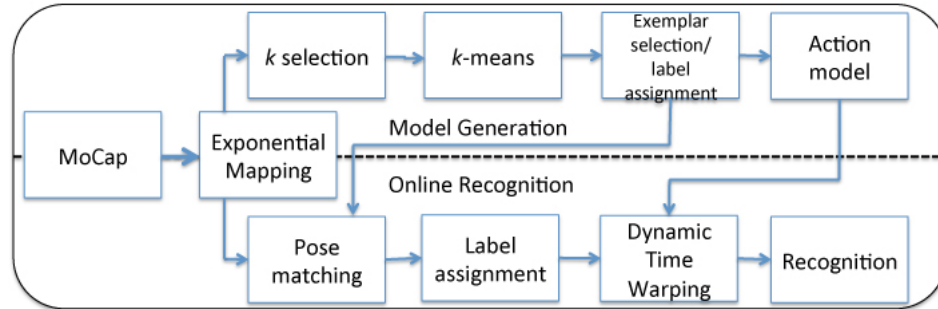 k selection
k-means
Exemplar
selection/
label
assignment
Action
model
MoCap
Exponential
Mapping
Model Generation
Online Recognition
Pose
matching
Label
assignment
Dynamic
Time
Warping
Recognition